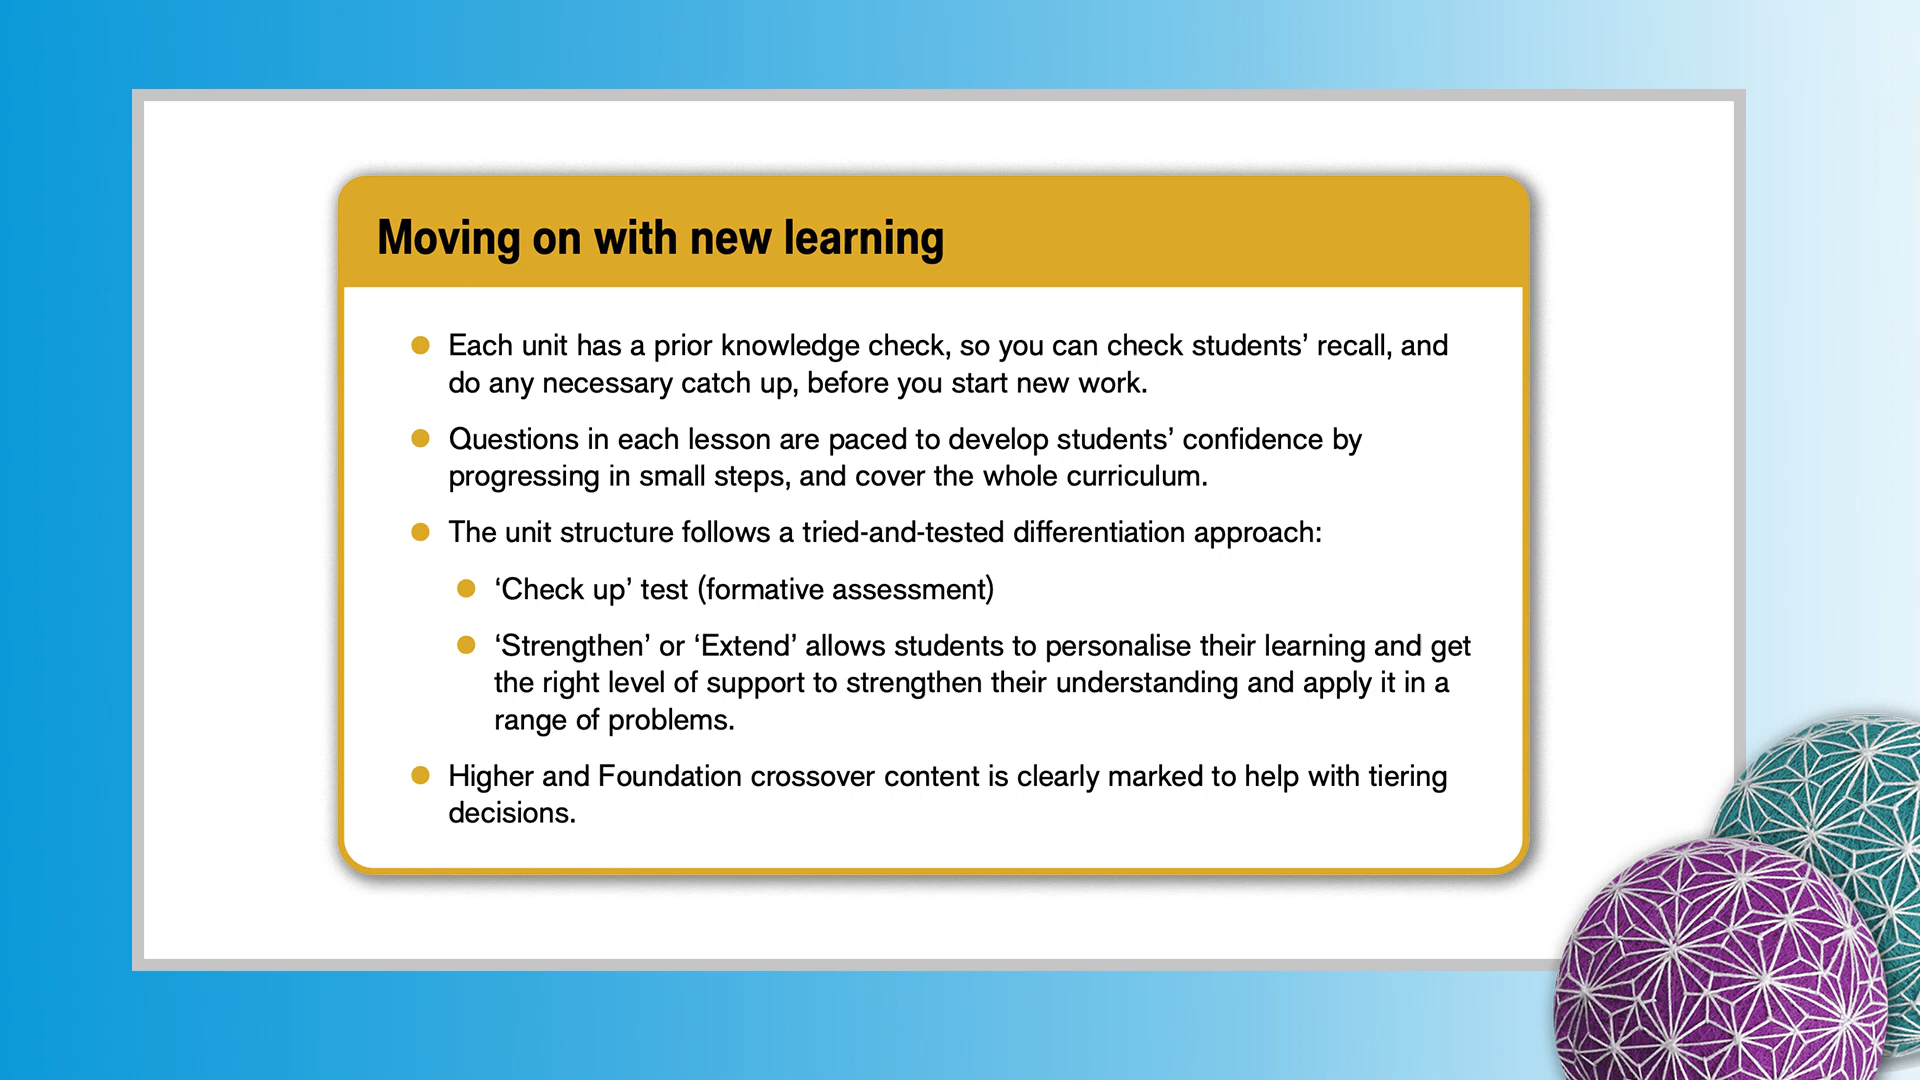 Moving on with new learning
Each unit has a prior knowledge check, so you can check students’ recall, and
do any necessary catch up, before you start new work.
Questions in each lesson are paced to develop students’ confidence by
progressing in small steps, and cover the whole curriculum.
The unit structure follows a tried-and-tested differentiation approach:
‘Check up’ test (formative assessment)
‘Strengthen’ or ‘Extend’ allows students to personalise their learning and get
the right level of support to strengthen their understanding and apply it in a
range of problems.
Higher and Foundation crossover content is clearly marked to help with tiering
decisions.